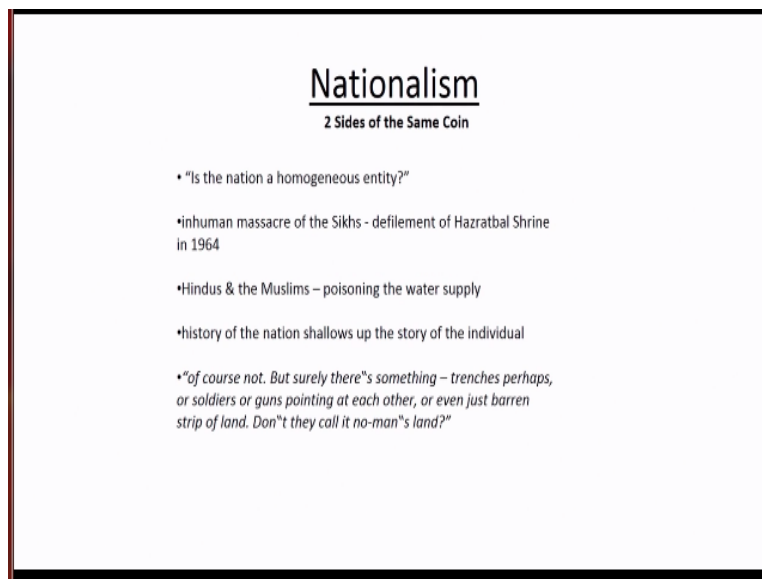 Nationalism
2 Sides of the Same Coin
• “Is the nation a homogeneous entity?”
•inhuman massacre of the Sikhs - defilement of Hazratbal Shrine
in 1964
•Hindus & the Muslims – poisoning the water supply
•history of the nation shallows up the story of the individual
•“of course not. But surely there‟s something – trenches perhaps,
or soldiers or guns pointing at each other, or even just barren
strip of land. Don‟t they call it no-man‟s land?”